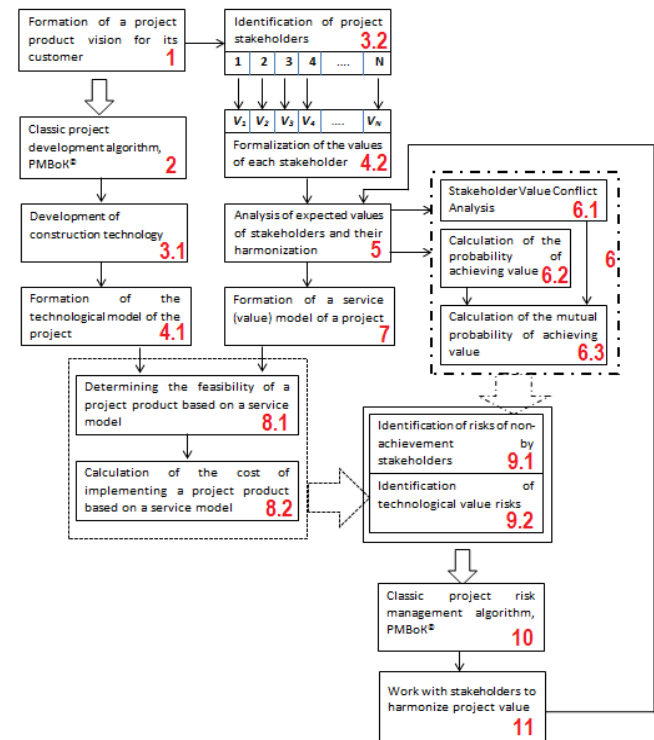 Formation of a project
product vision for its
customer
1
Identification of project
stakeholders
3.2
1 2 3 4 .... N
V1 V2 V3 V4 .... VN
Formalization of the values
of each stakeholder
4.2
Classic project
development algorithm,
PMBoK®
2
Development of
construction technology
3.1
Analysis of expected values
of stakeholders and their
harmonization
5
Stakeholder Value Conflict
Analysis
6.1
Calculation of the
probability of
achieving value
6.2
6
Formation of the
technological model of the
project
4.1
Formation of a service
(value) model of a project
7
Calculation of the mutual
probability of achieving
value
6.3
Determining the feasibility of a
project product based on a service
model
8.1
Calculation of the cost of
implementing a project product
based on a service model
8.2
Identification of risks of non-
achievement by
stakeholders
9.1
Identification of
technological value risks
9.2
Classic project risk
management algorithm,
PMBoK®
10
Work with stakeholders to
harmonize project value
11